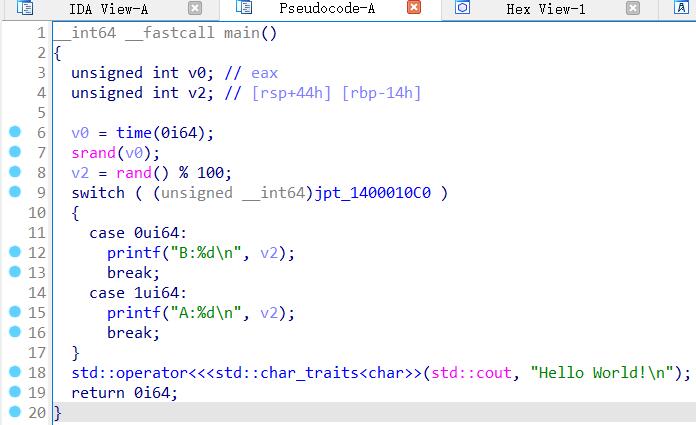 IDA View-A Pseudocode-A Hex View-1 A
1 __int64 __fastcall main()
2 {
3 unsigned int v0; // eax
4 unsigned int v2; // [rsp+44h] [rbp-14h]
5
6 v0 = time(0i64);
7 srand(v0);
8 v2 = rand() % 100;
9 switch ( (unsigned __int64)jpt_1400010C0 )
10 {
11 case 0ui64:
12 printf("B:%d\n", v2);
13 break;
14 case 1ui64:
15 printf("A:%d\n", v2);
16 break;
17 }
18 std::operator<<<std::char_traits<char>>(std::cout, "Hello World!\n");
19 return 0i64;
20 }